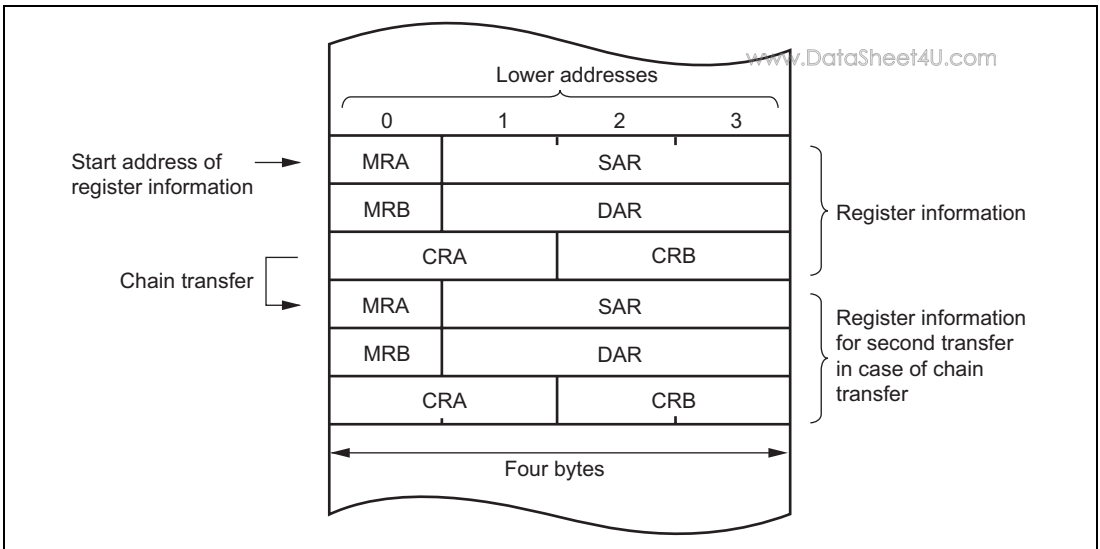 www.DataSheet4U.com
Lower addresses
0 1 2 3
Start address of
register information
MRA SAR
MRB DAR
Register information
CRA CRB
Chain transfer
MRA SAR
Register information
for second transfer
in case of chain
transfer
MRB DAR
CRA CRB
Four bytes